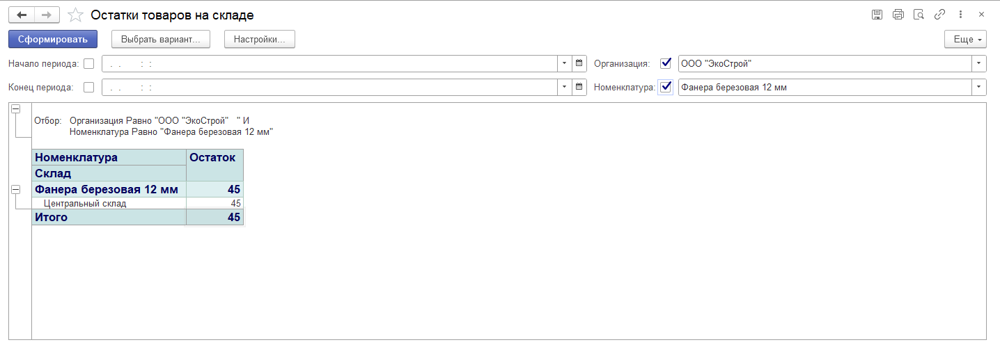 Остатки товаров на складе
Сформировать Выбрать вариант... Настройки... Еще
Начало периода: . . : : Организация: ООО "ЭкоСтрой"
Конец периода: . . : : Номенклатура: Фанера березовая 12 мм
Отбор: Организация Равно "ООО "ЭкоСтрой" " И
Номенклатура Равно "Фанера березовая 12 мм"
Номенклатура Остаток
Склад
Фанера березовая 12 мм 45
Центральный склад 45
Итого 45